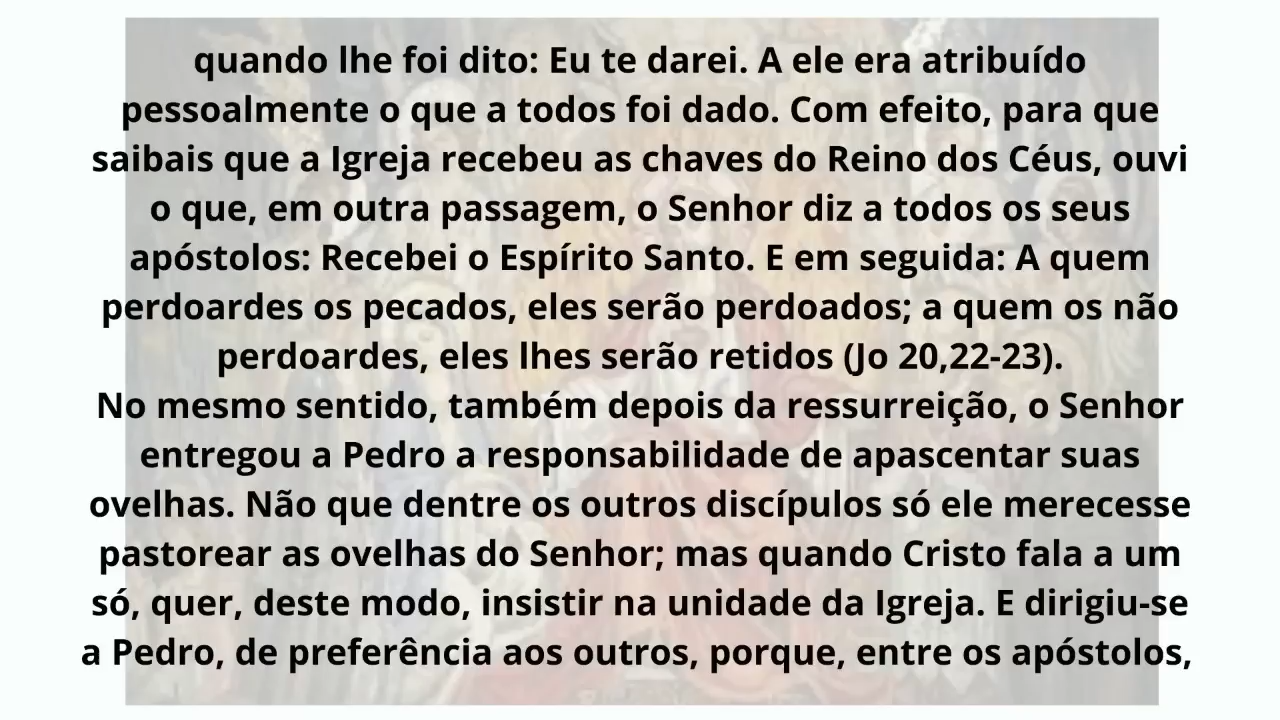 quando lhe foi dito: Eu te darei. A ele era atribuído
pessoalmente o que a todos foi dado. Com efeito, para que
saibais que a Igreja recebeu as chaves do Reino dos Céus, ouvi
o que, em outra passagem, o Senhor diz a todos os seus
apóstolos: Recebei o Espírito Santo. E em seguida: A quem
perdoardes os pecados, eles serão perdoados; a quem os não
perdoardes, eles lhes serão retidos (Jo 20,22-23).
No mesmo sentido, também depois da ressurreição, o Senhor
entregou a Pedro a responsabilidade de apascentar suas
ovelhas. Não que dentre os outros discípulos só ele merecesse
pastorear as ovelhas do Senhor; mas quando Cristo fala a um
só, quer, deste modo, insistir na unidade da Igreja. E dirigiu-se
a Pedro, de preferência aos outros, porque, entre os apóstolos,